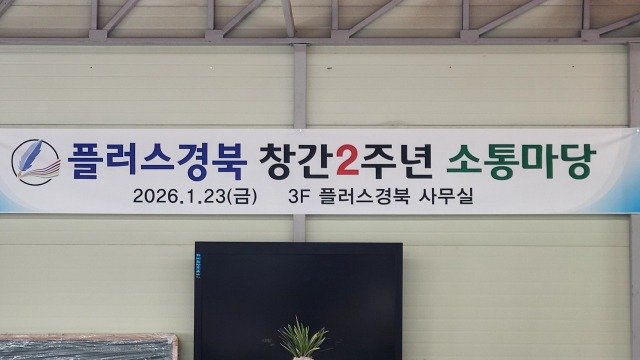 플러스경북 창간2주년 소통마당
2026.1.23(금) 3F 플러스경북 사무실